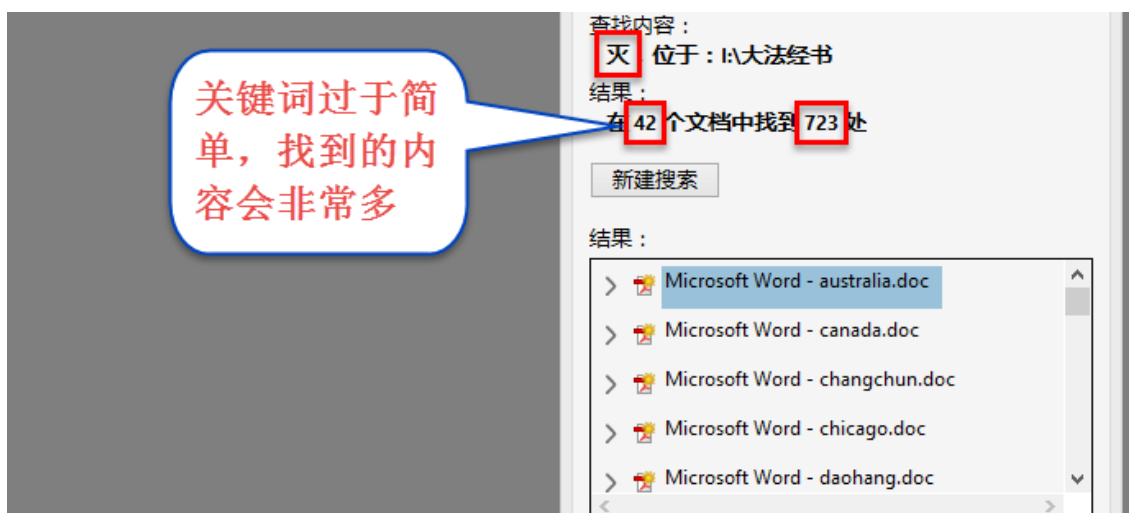 查找内容：
灭 位于：I:\大法经书
结果：
在 42 个文档中找到 723 处
关键词过于简
单，找到的内
容会非常多
新建搜索
结果：
Microsoft Word - australia.doc
Microsoft Word - canada.doc
Microsoft Word - changchun.doc
Microsoft Word - chicago.doc
Microsoft Word - daohang.doc